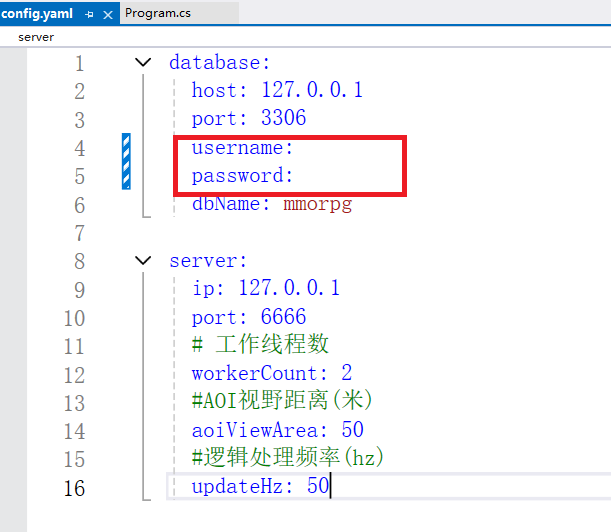 config.yaml Program.cs
server
1 database:
2 host: 127.0.0.1
3 port: 3306
4 username:
5 password:
6 dbName: mmorpg
7
8 server:
9 ip: 127.0.0.1
10 port: 6666
11 # 工作线程数
12 workerCount: 2
13 #AOI视野距离(米)
14 aoiViewArea: 50
15 #逻辑处理频率(hz)
16 updateHz: 50